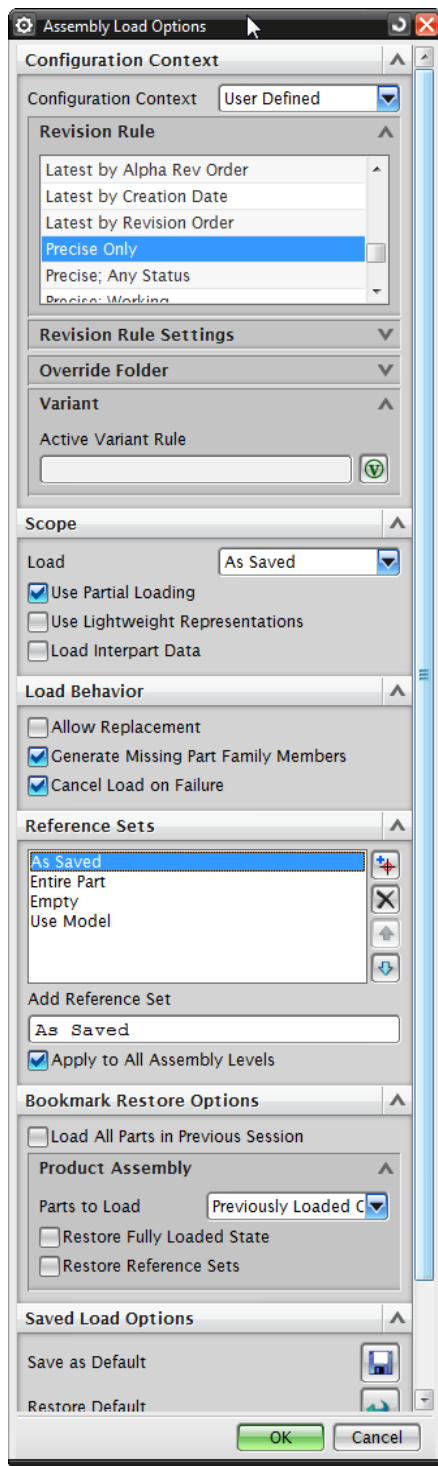 Assembly Load Options
Configuration Context
Configuration Context User Defined
Revision Rule
Latest by Alpha Rev Order
Latest by Creation Date
Latest by Revision Order
Precise Only
Precise; Any Status
Precise; Working
Revision Rule Settings
Override Folder
Variant
Active Variant Rule
V
Scope
Load As Saved
Use Partial Loading
Use Lightweight Representations
Load Interpart Data
Load Behavior
Allow Replacement
Generate Missing Part Family Members
Cancel Load on Failure
Reference Sets
As Saved
Entire Part
Empty
Use Model
Add Reference Set
As Saved
Apply to All Assembly Levels
Bookmark Restore Options
Load All Parts in Previous Session
Product Assembly
Parts to Load Previously Loaded C
Restore Fully Loaded State
Restore Reference Sets
Saved Load Options
Save as Default
Restore Default
OK Cancel